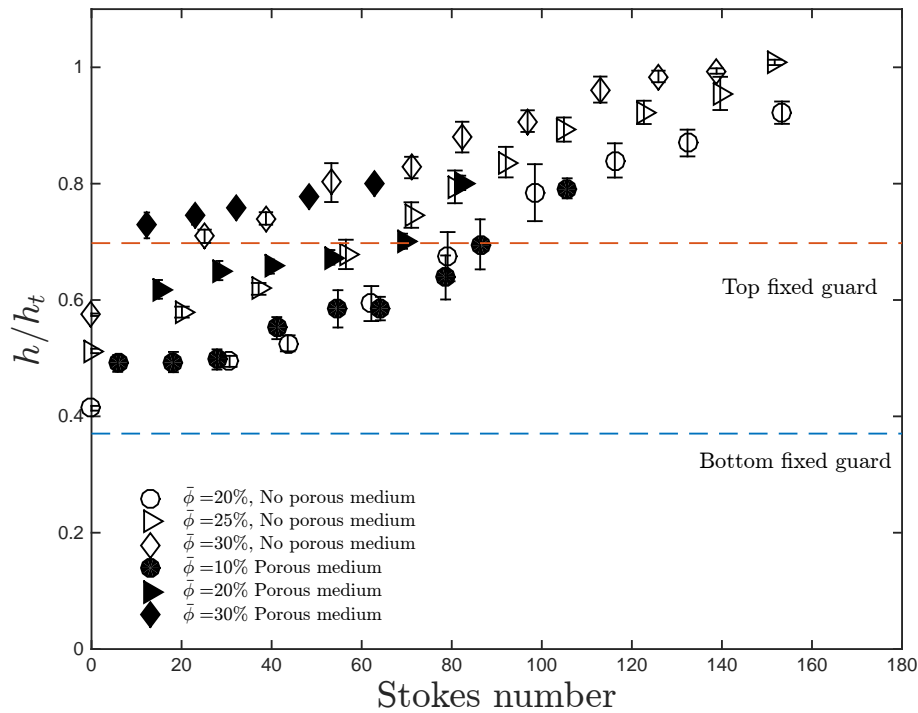 h/h_t
1
0.8
0.6
0.4
0.2
0
0 20 40 60 80 100 120 140 160 180
Stokes number
Top fixed guard
Bottom fixed guard
ϕ̄ =20%, No porous medium
ϕ̄ =25%, No porous medium
ϕ̄ =30%, No porous medium
ϕ̄ =10% Porous medium
ϕ̄ =20% Porous medium
ϕ̄ =30% Porous medium